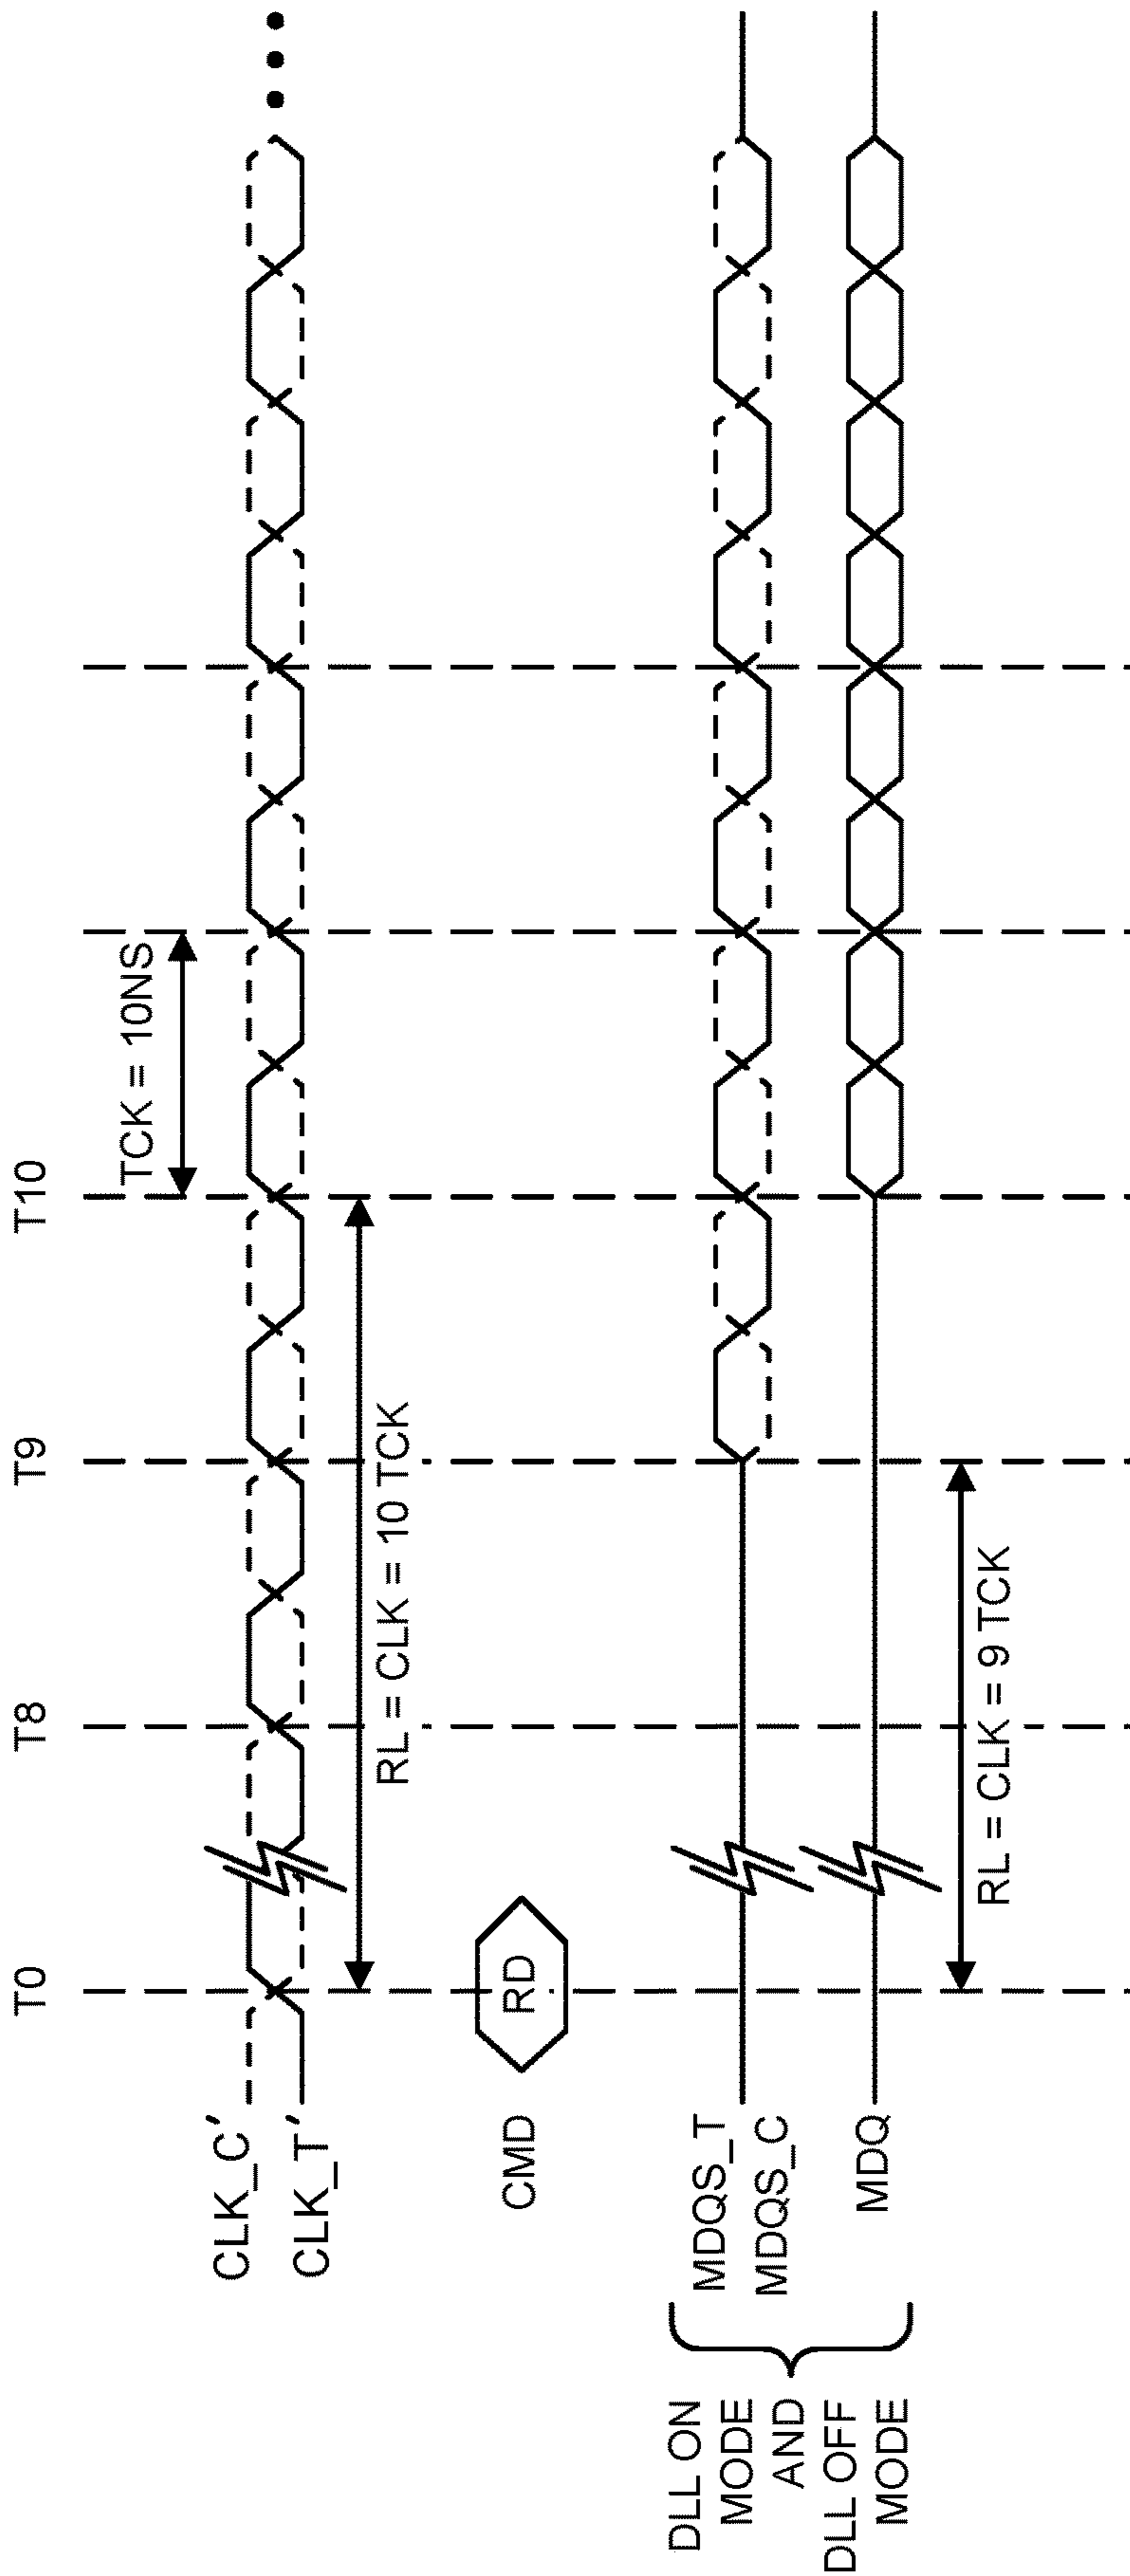 T0
T8
T9
T10
TCK = 10NS
CLK_C'
CLK_T'
RL = CLK = 10 TCK
CMD
RD
DLL ON
MODE
AND
DLL OFF
MODE
MDQS_T
MDQS_C
MDQ
RL = CLK = 9 TCK